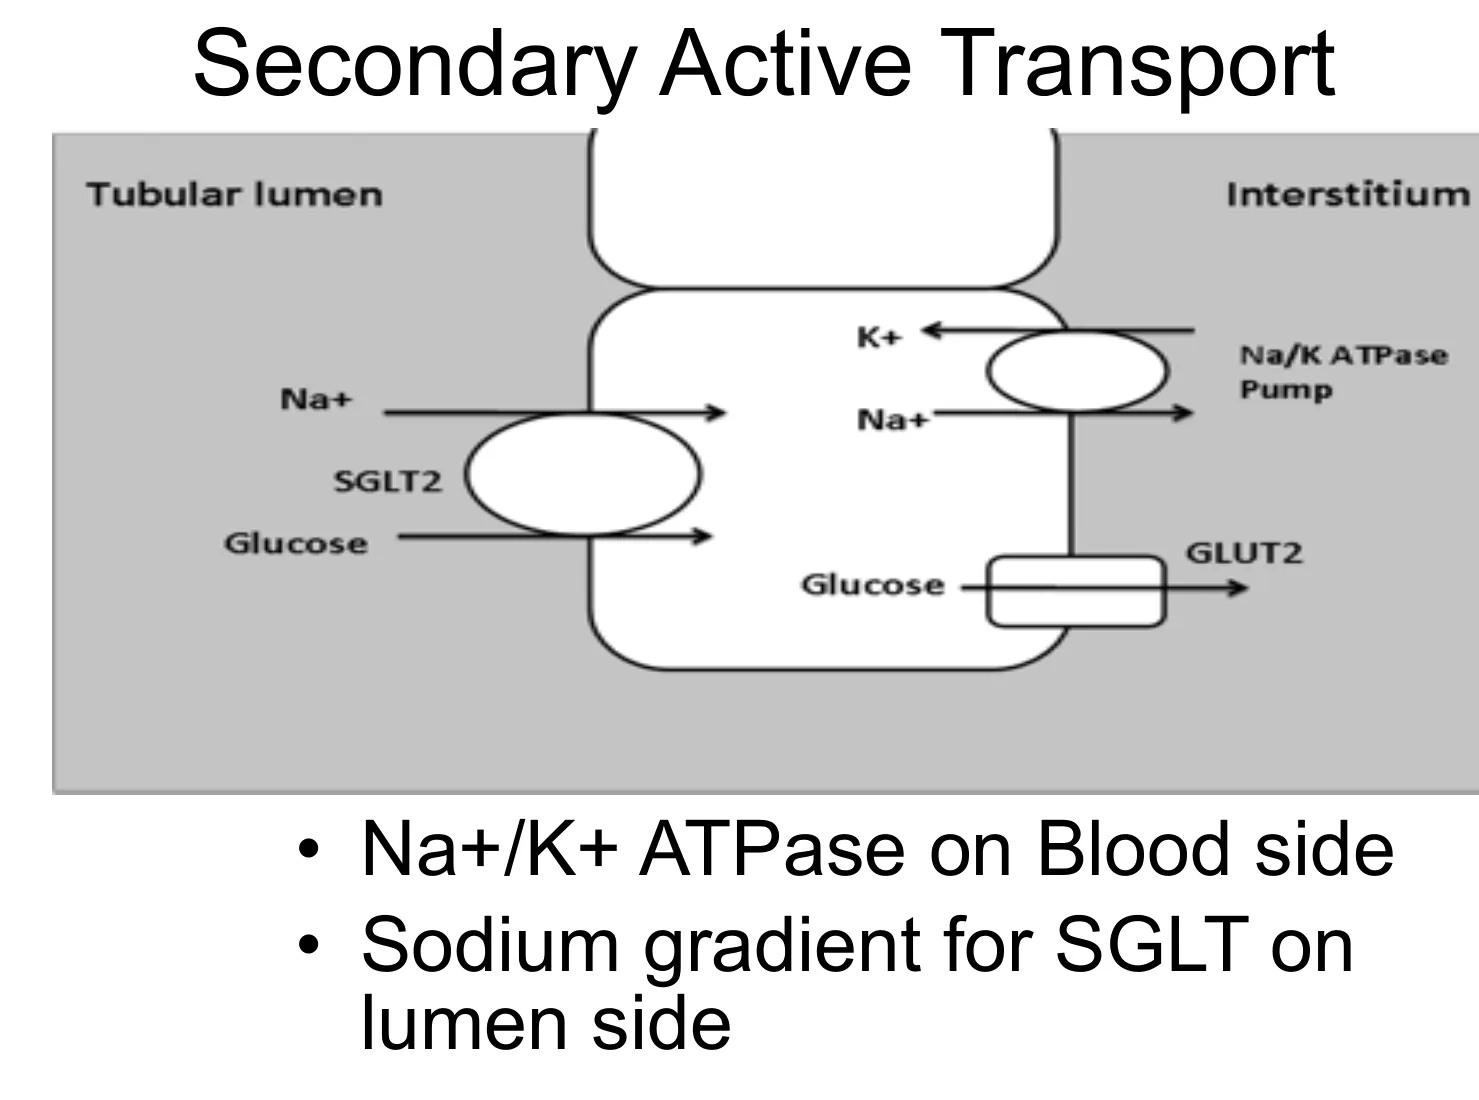 Secondary Active Transport
Tubular lumen
Interstitium
K+
Na/K ATPase
Pump
Na+
Na+
SGLT2
Glucose
GLUT2
Glucose
• Na+/K+ ATPase on Blood side
• Sodium gradient for SGLT on
lumen side